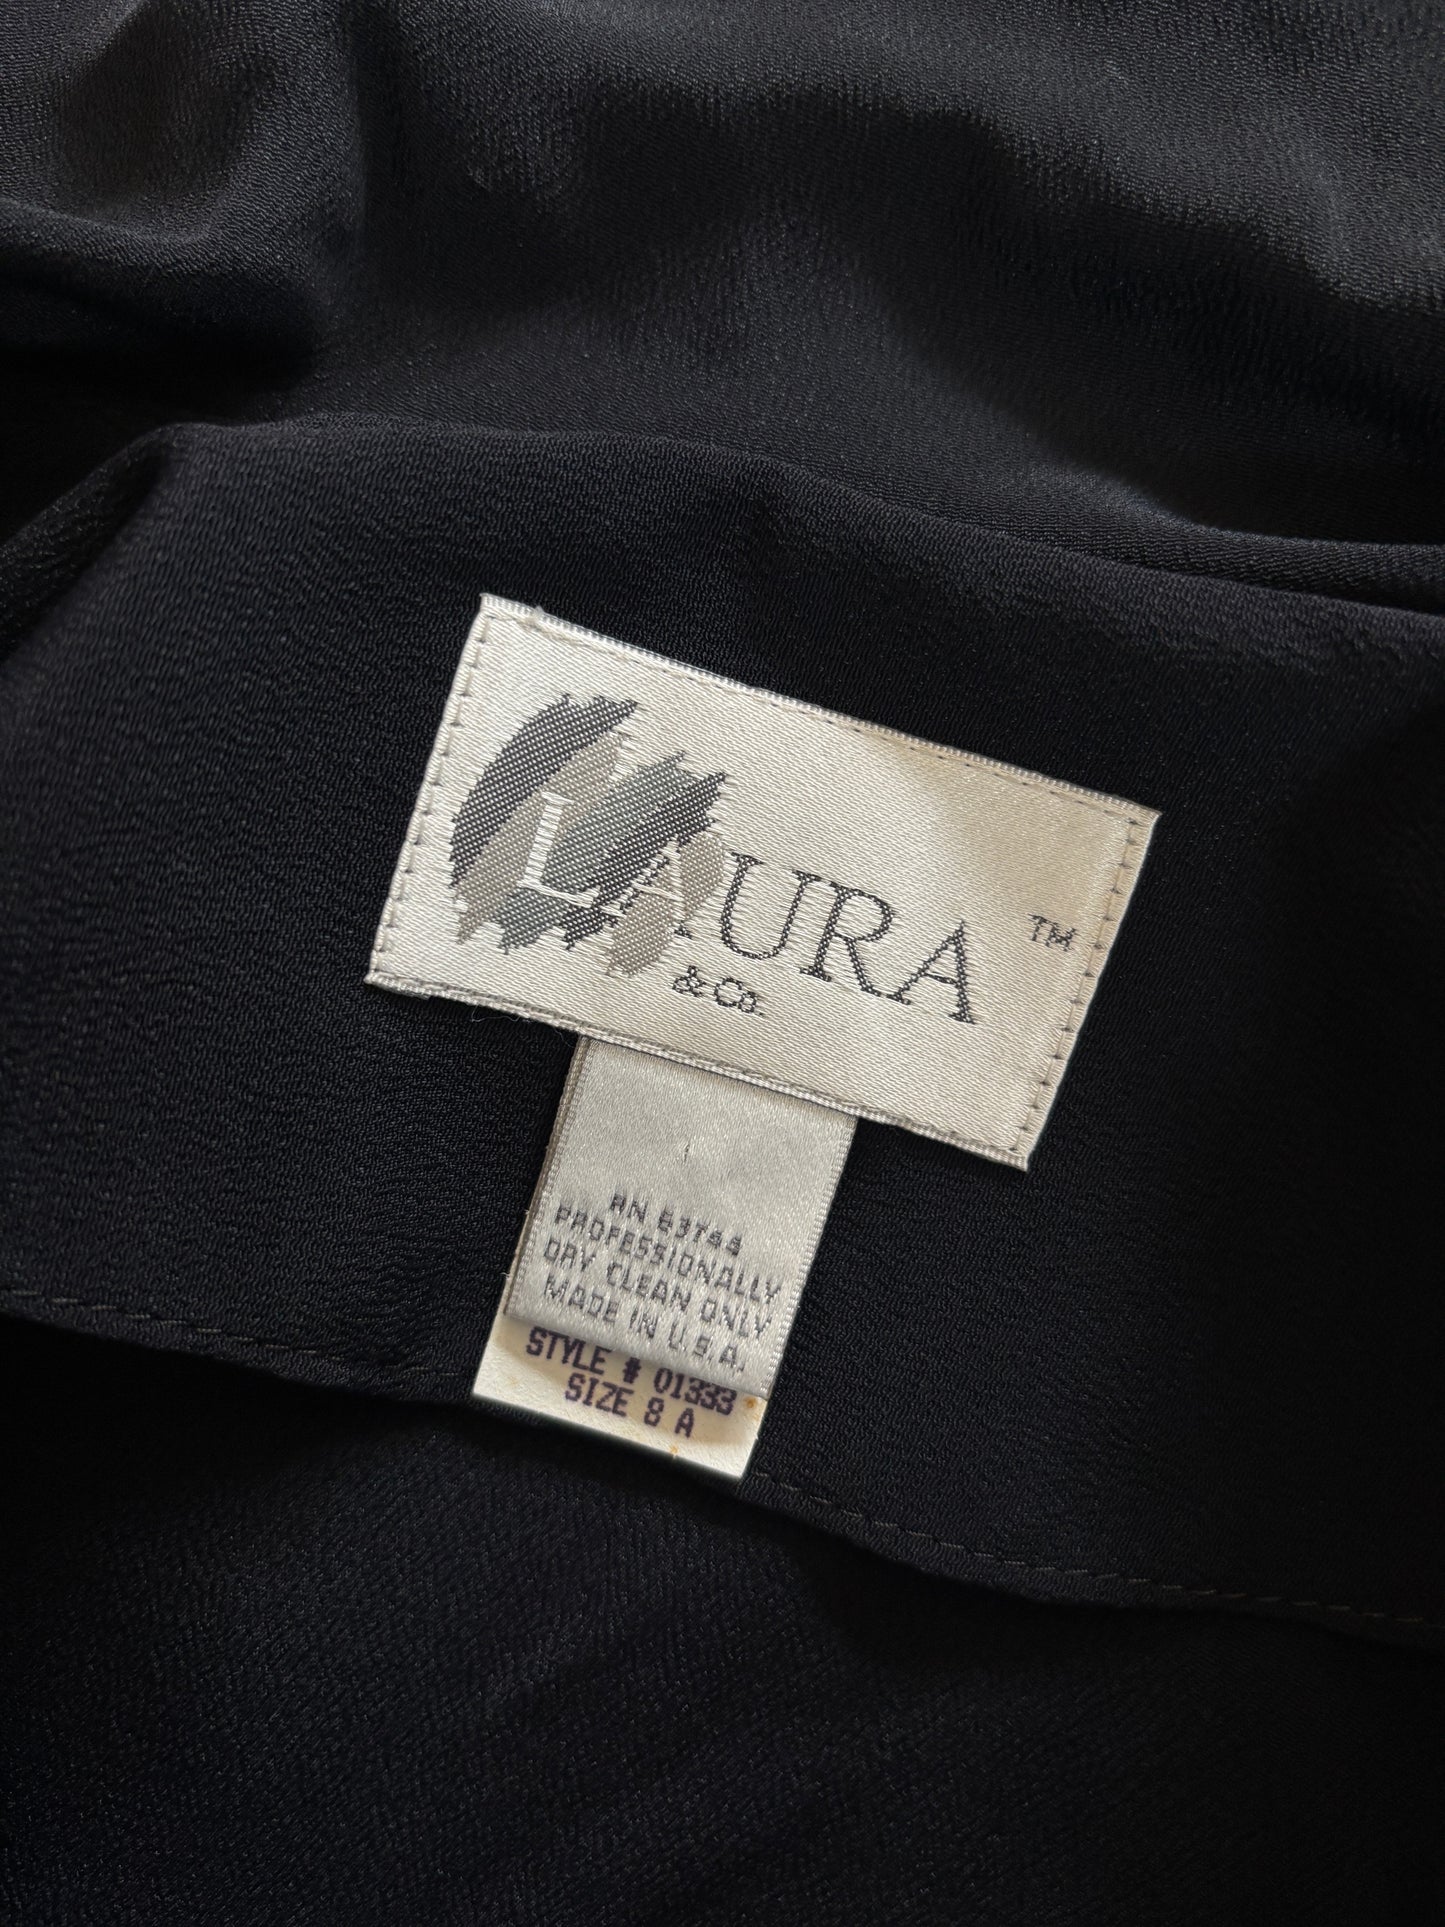 LAURA ™
& Co.
RN 63744
PROFESSIONALLY
DRY CLEAN ONLY
MADE IN U.S.A.
STYLE # 01333
SIZE 8 A